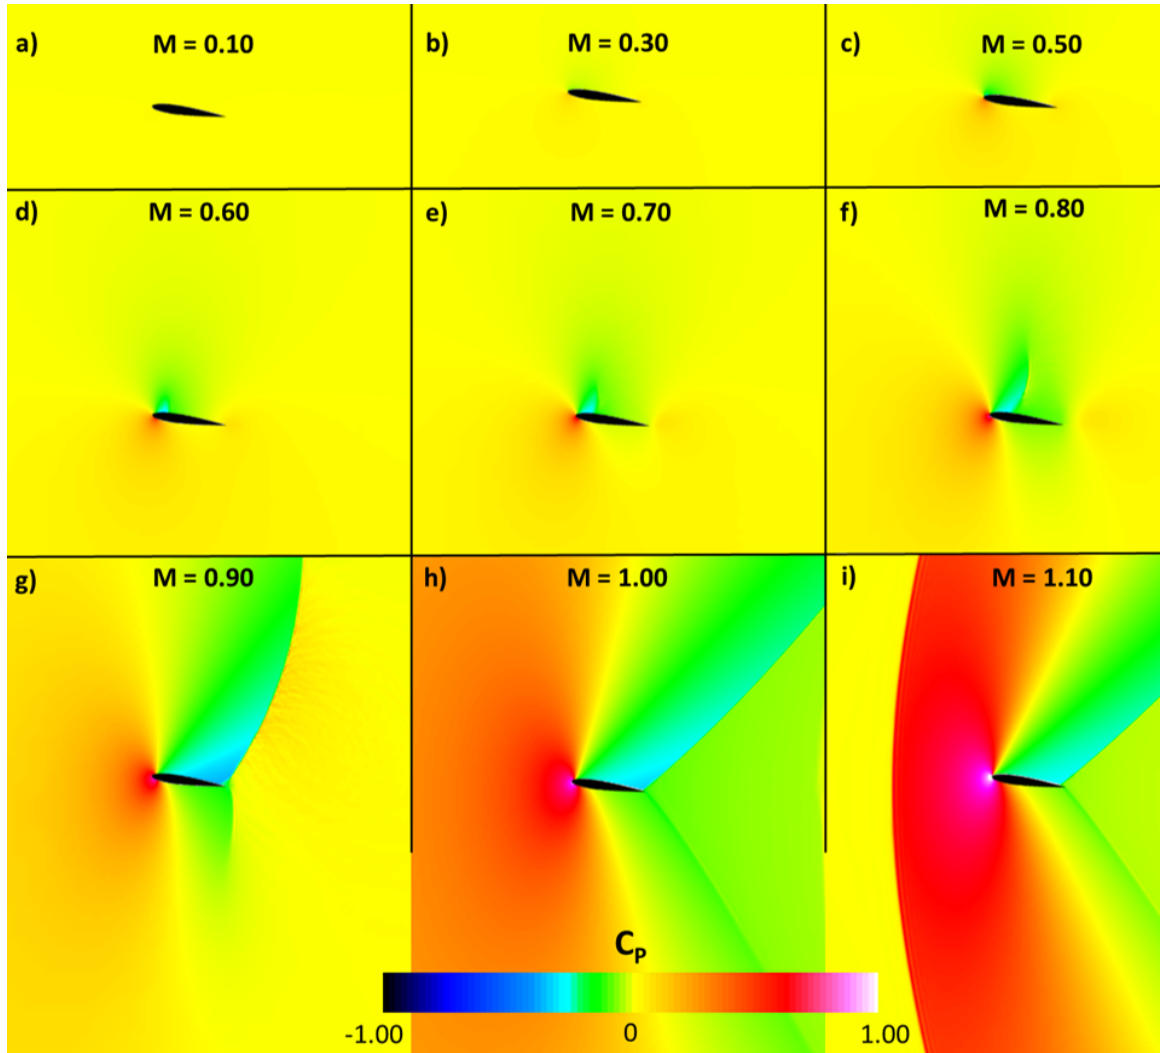 a)
M = 0.10
b)
M = 0.30
c)
M = 0.50
d)
M = 0.60
e)
M = 0.70
f)
M = 0.80
g)
M = 0.90
h)
M = 1.00
i)
M = 1.10
CP
-1.00 0 1.00